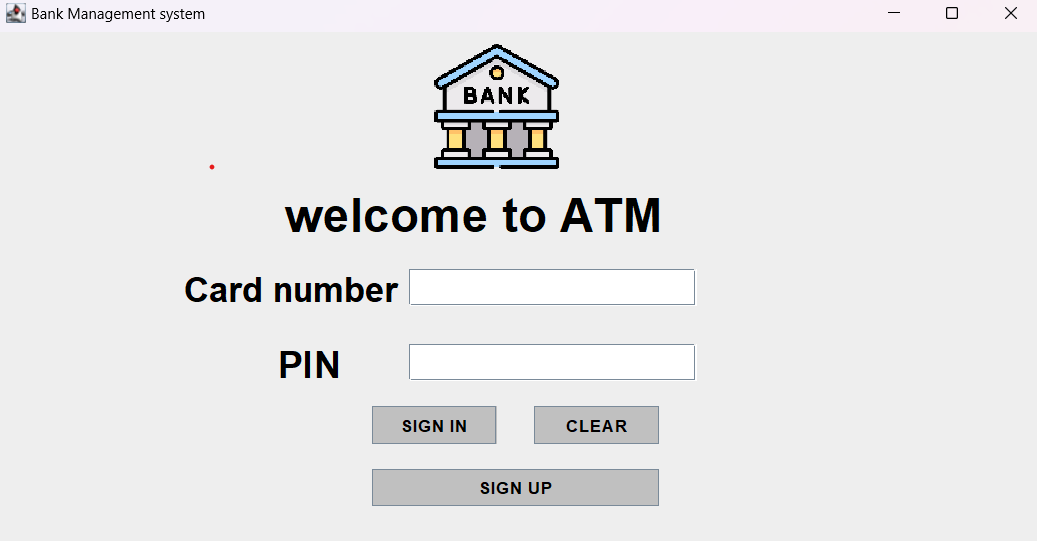 Bank Management system
BANK
welcome to ATM
Card number
PIN
SIGN IN CLEAR
SIGN UP